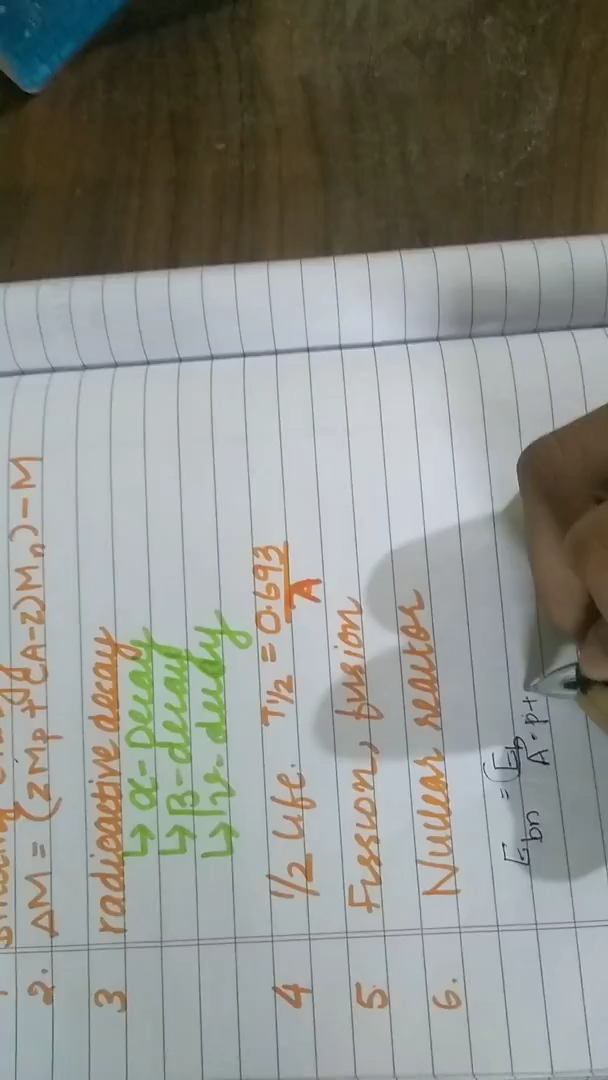 2. ΔM = (ZMp + (A-Z)Mn) - M
3 radioactive decay
↳ α - Decay
↳ β - decay
decay
4 1/2 life. T1/2 = 0.693
5. Fission, fusion
6. Nuclear reactor
Ebn = (Eb
A · p +